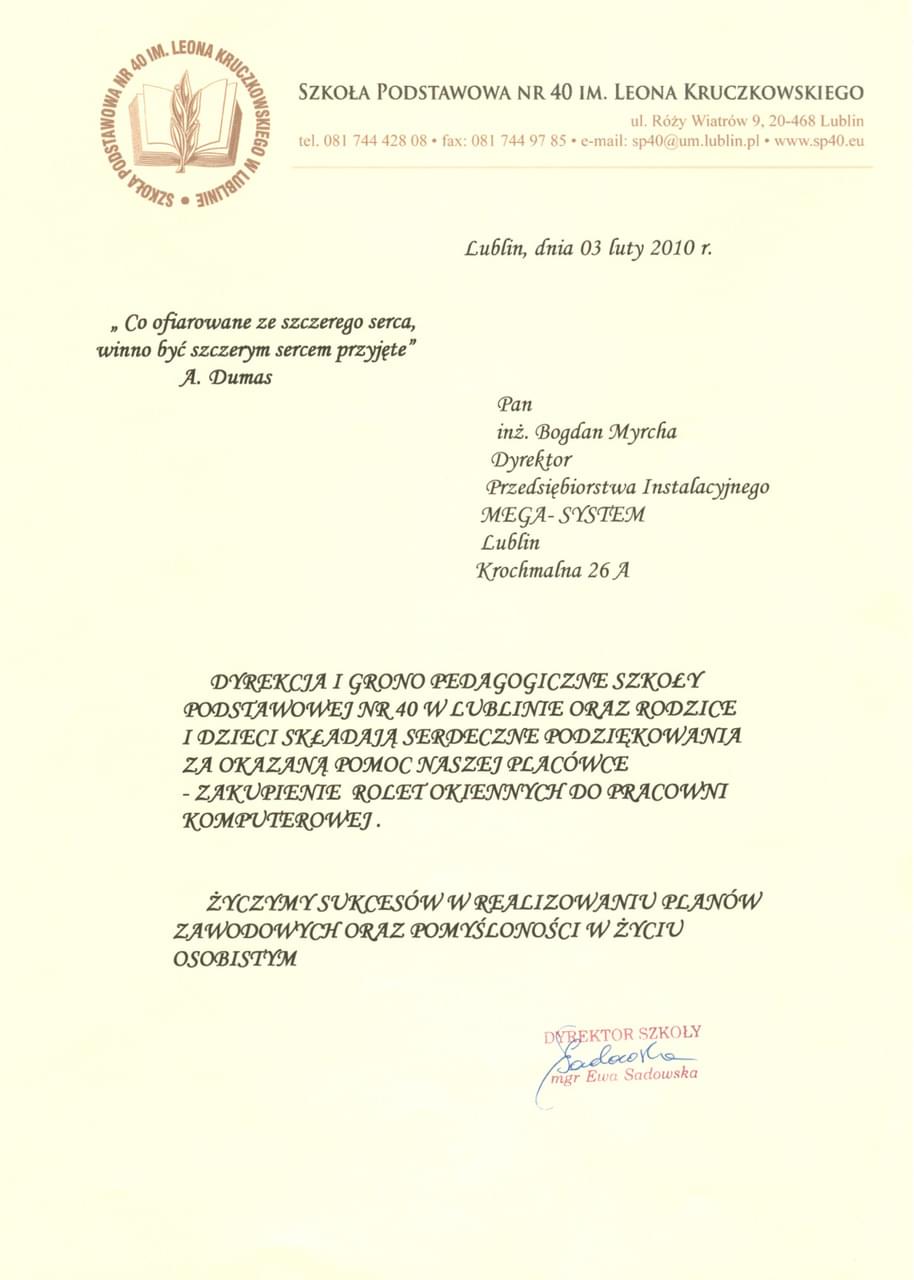 SZKOŁA PODSTAWOWA NR 40 IM. LEONA KRUCZKOWSKIEGO W LUBLINIE •
SZKOŁA PODSTAWOWA NR 40 IM. LEONA KRUCZKOWSKIEGO
ul. Róży Wiatrów 9, 20-468 Lublin
tel. 081 744 428 08 • fax: 081 744 97 85 • e-mail: sp40@um.lublin.pl • www.sp40.eu
Lublin, dnia 03 luty 2010 r.
„ Co ofiarowane ze szczerego serca,
winno być szczerym sercem przyjęte”
A. Dumas
Pan
inż. Bogdan Myrcha
Dyrektor
Przedsiębiorstwa Instalacyjnego
MEGA- SYSTEM
Lublin
Krochmalna 26 A
DYREKCJA I GRONO PEDAGOGICZNE SZKOŁY
PODSTAWOWEJ NR 40 W LUBLINIE ORAZ RODZICE
I DZIECI SKŁADAJĄ SERDECZNE PODZIĘKOWANIA
ZA OKAZANĄ POMOC NASZEJ PLACÓWCE
- ZAKUPIENIE ROLET OKIENNYCH DO PRACOWNI
KOMPUTEROWEJ .
ŻYCZYMY SUKCESÓW W REALIZOWANIU PLANÓW
ZAWODOWYCH ORAZ POMYŚLONOŚCI W ŻYCIU
OSOBISTYM
DYREKTOR SZKOŁY
Sadowska
mgr Ewa Sadowska